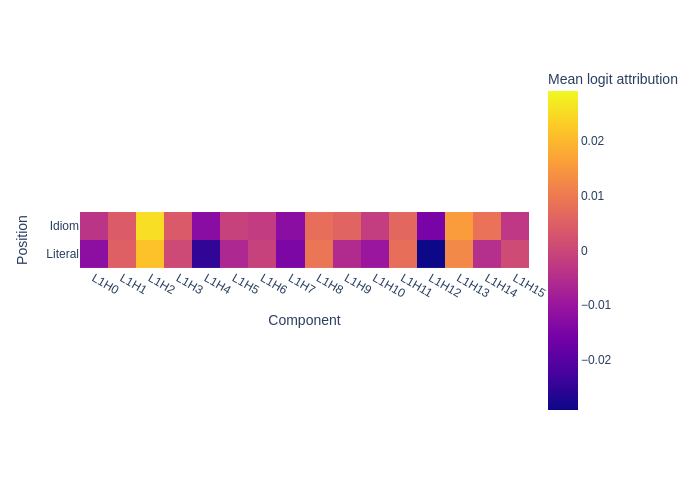 Mean logit attribution
0.02
0.01
0
−0.01
−0.02
Position
Idiom
Literal
L1H0
L1H1
L1H2
L1H3
L1H4
L1H5
L1H6
L1H7
L1H8
L1H9
L1H10
L1H11
L1H12
L1H13
L1H14
L1H15
Component